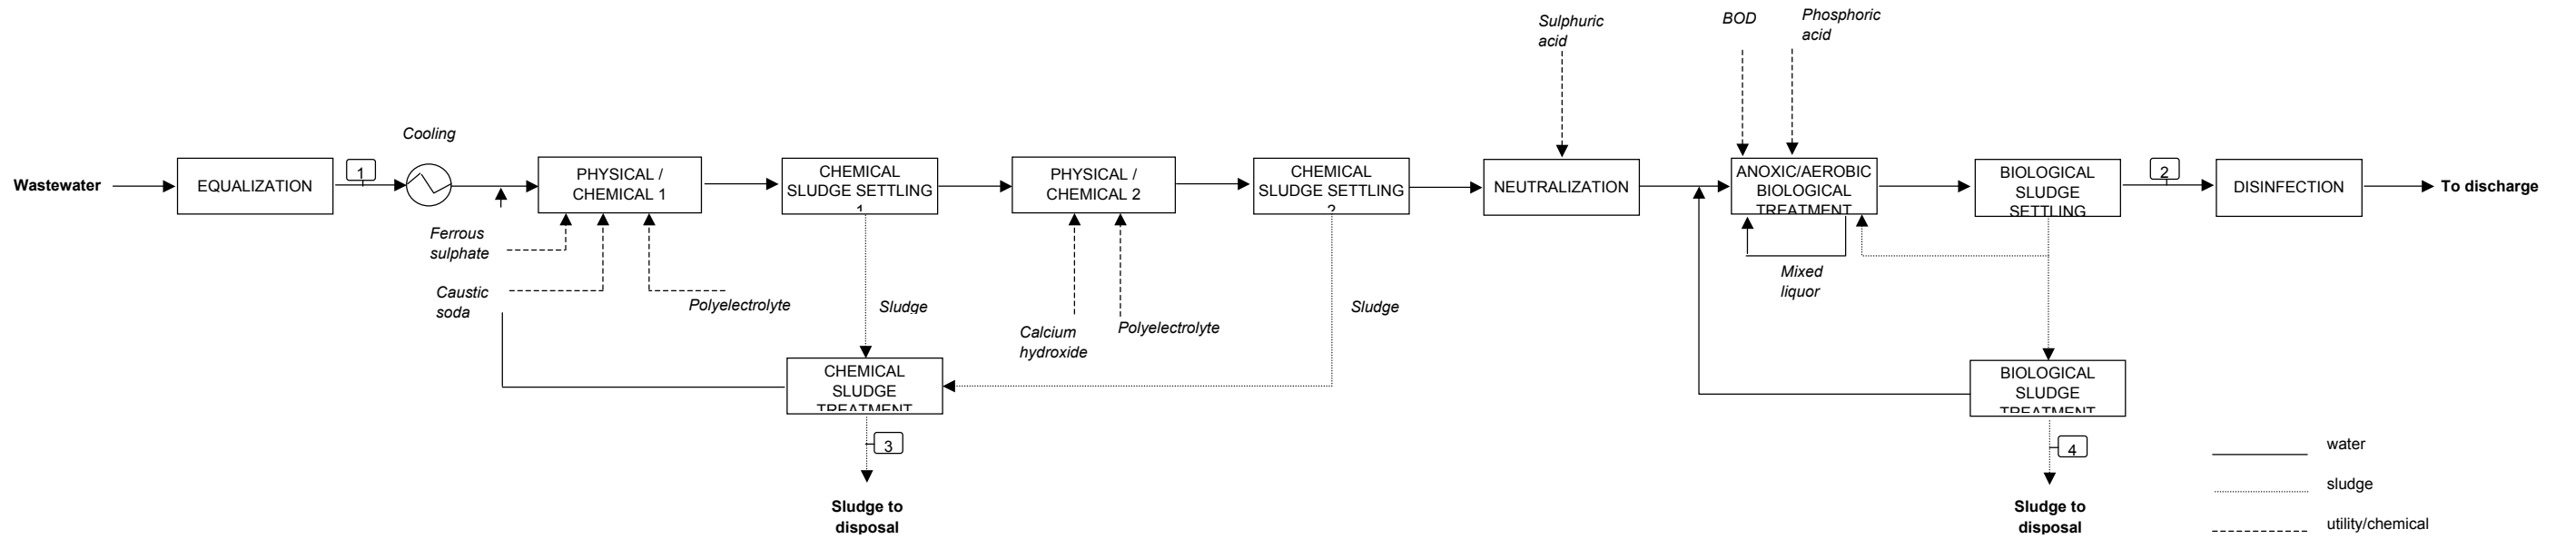 Sulphuric
acid
BOD
Phosphoric
acid
Cooling
Wastewater
EQUALIZATION
1
PHYSICAL /
CHEMICAL 1
CHEMICAL
SLUDGE SETTLING
1
PHYSICAL /
CHEMICAL 2
CHEMICAL
SLUDGE SETTLING
2
NEUTRALIZATION
ANOXIC/AEROBIC
BIOLOGICAL
TREATMENT
BIOLOGICAL
SLUDGE
SETTLING
2
DISINFECTION
To discharge
Ferrous
sulphate
Caustic
soda
Polyelectrolyte
Sludge
Calcium
hydroxide
Polyelectrolyte
Sludge
Mixed
liquor
CHEMICAL
SLUDGE
TREATMENT
BIOLOGICAL
SLUDGE
TREATMENT
3
4
Sludge to
disposal
Sludge to
disposal
water
sludge
utility/chemical